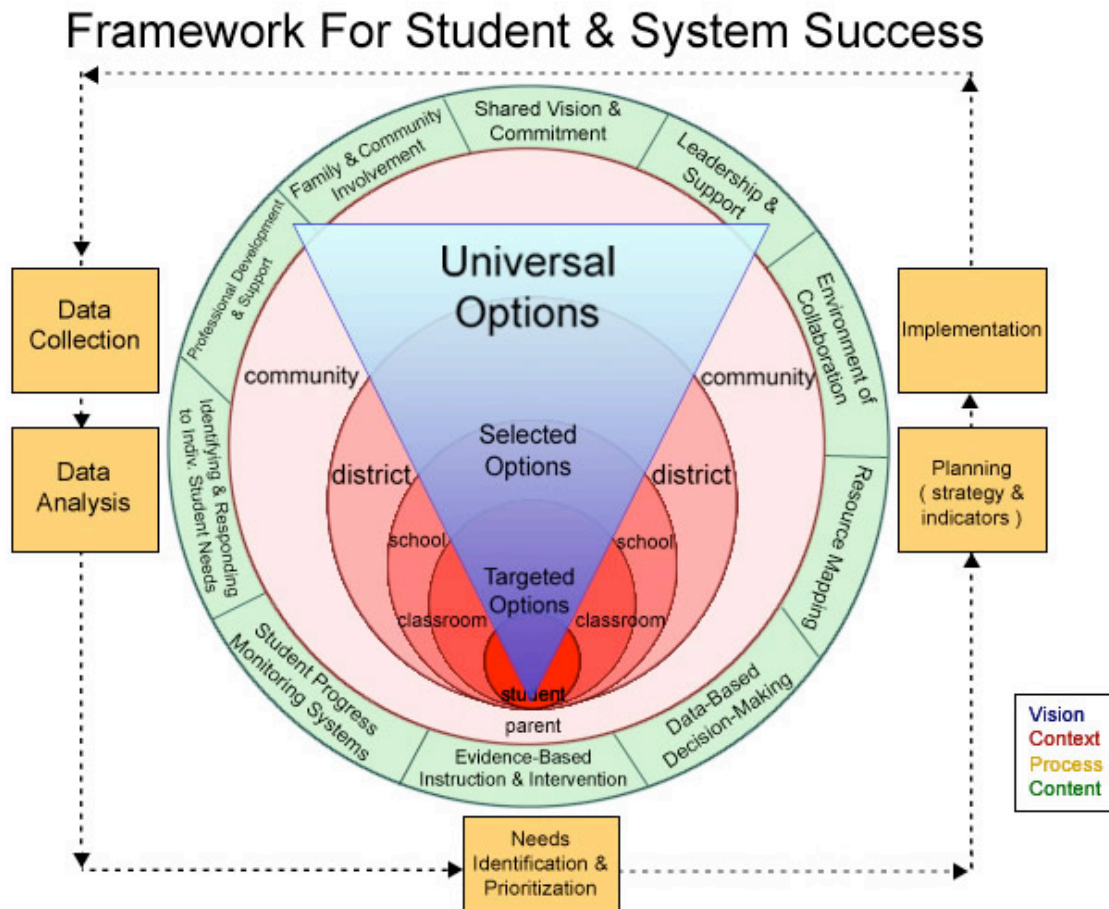 Framework For Student & System Success
Shared Vision &
Commitment
Leadership &
Support
Environment of
Collaboration
Resource Mapping
Data-Based
Decision-Making
Evidence-Based
Instruction & Intervention
Student Progress
Monitoring Systems
Identifying & Responding
to Indiv. Student Needs
Professional Development
& Support
Family & Community
Involvement
Universal
Options
Selected
Options
Targeted
Options
community
community
district
district
school
school
classroom
classroom
student
parent
Data
Collection
Data
Analysis
Needs
Identification &
Prioritization
Planning
( strategy &
indicators )
Implementation
Vision
Context
Process
Content